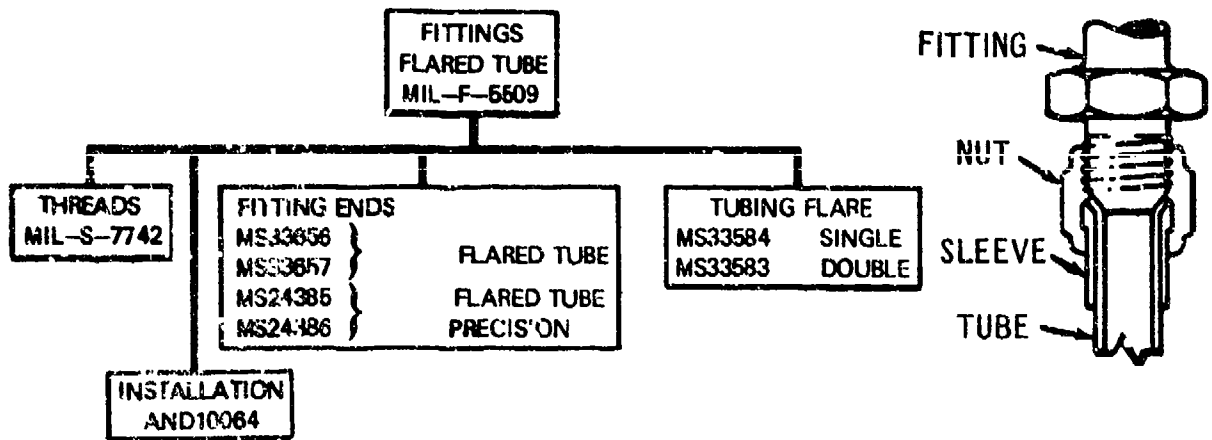 FITTINGS
FLARED TUBE
MIL-F-5509
THREADS
MIL-S-7742
FITTING ENDS
MS33656
MS33657
FLARED TUBE
MS24385
MS24386
FLARED TUBE
PRECISION
TUBING FLARE
MS33584 SINGLE
MS33583 DOUBLE
INSTALLATION
AND10064
FITTING
NUT
SLEEVE
TUBE